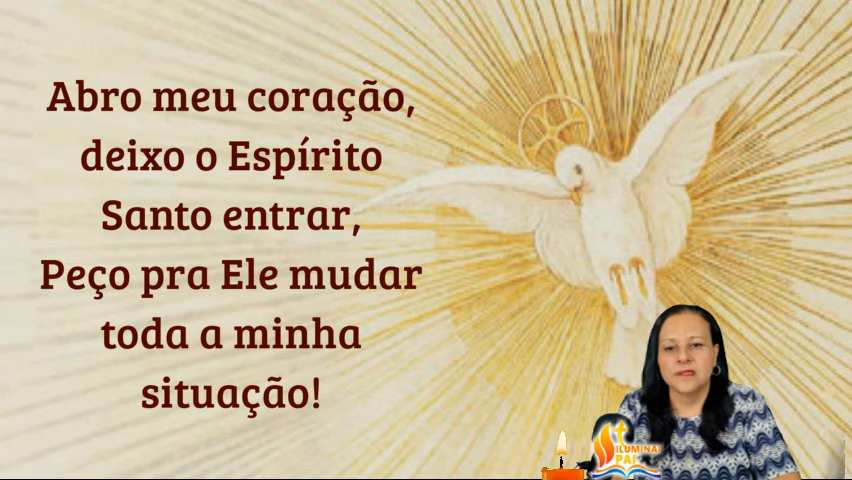 Abro meu coração,
deixo o Espírito
Santo entrar,
Peço pra Ele mudar
toda a minha
situação!
ILUMINA
PAI